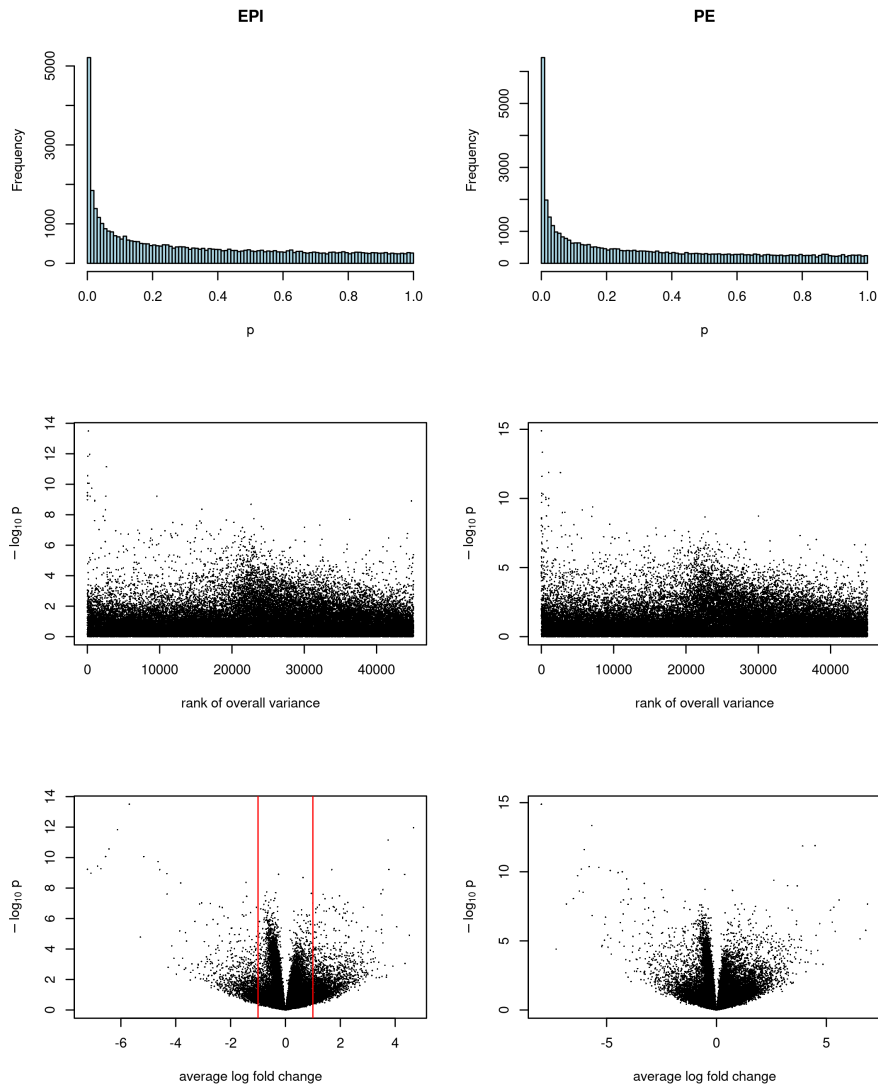 EPI
PE
Frequency
0
1000
3000
5000
0.0 0.2 0.4 0.6 0.8 1.0
p
Frequency
0
1000
3000
5000
0.0 0.2 0.4 0.6 0.8 1.0
p
− log10 p
0
2
4
6
8
10
12
14
0 10000 20000 30000 40000
rank of overall variance
− log10 p
0
5
10
15
0 10000 20000 30000 40000
rank of overall variance
− log10 p
0
2
4
6
8
10
12
14
-6 -4 -2 0 2 4
average log fold change
− log10 p
0
5
10
15
-5 0 5
average log fold change